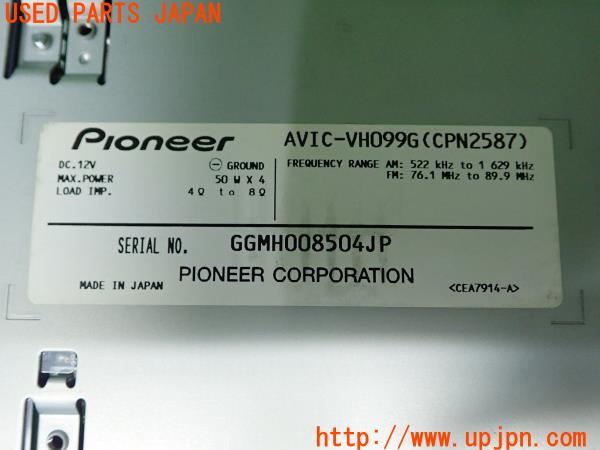 USED PARTS JAPAN
Pioneer
AVIC-VH099G(CPN2587)
DC.12V ⊖ GROUND
MAX.POWER 50 W X 4
LOAD IMP. 4Ω to 8Ω
FREQUENCY RANGE AM: 522 kHz to 1 629 kHz
FM: 76.1 MHz to 89.9 MHz
SERIAL NO. GGMH008504JP
PIONEER CORPORATION
MADE IN JAPAN
<CEA7914-A>
URL http://www.upjpn.com/